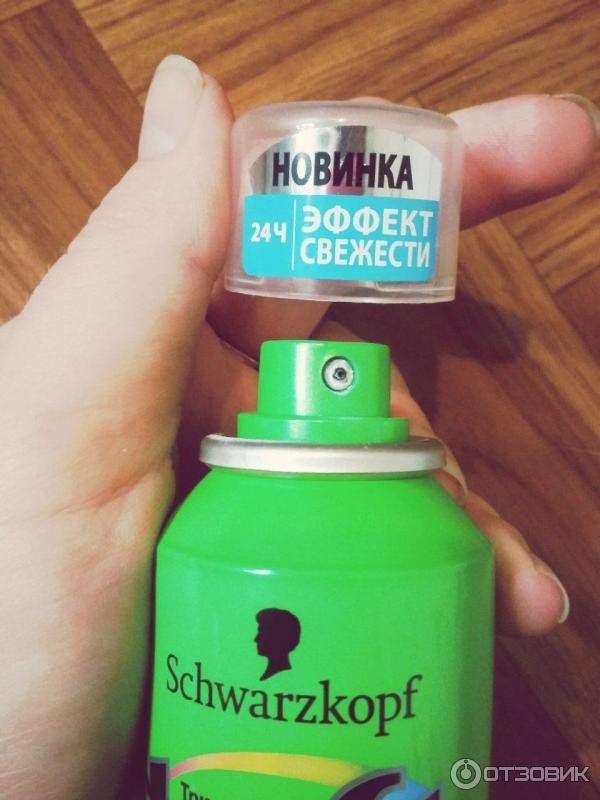 НОВИНКА
24Ч
ЭФФЕКТ
СВЕЖЕСТИ
Schwarzkopf
ОТЗОВИК